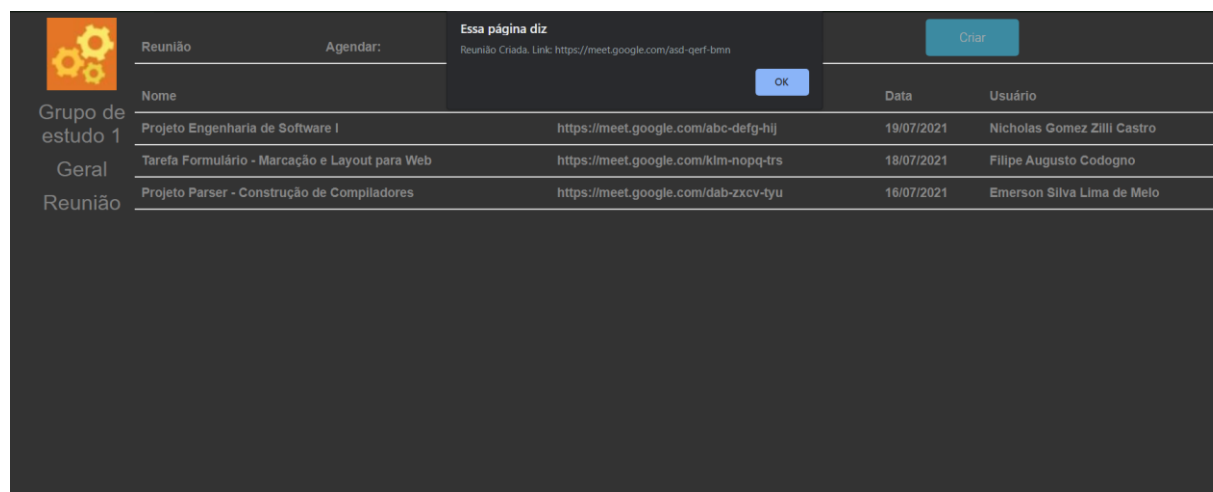 Essa página diz
Reunião Criada. Link: https://meet.google.com/asd-qerf-bmn
OK
Reunião Agendar: Criar
Nome Data Usuário
Projeto Engenharia de Software I https://meet.google.com/abc-defg-hij 19/07/2021 Nicholas Gomez Zilli Castro
Tarefa Formulário - Marcação e Layout para Web https://meet.google.com/klm-nopq-trs 18/07/2021 Filipe Augusto Codogno
Projeto Parser - Construção de Compiladores https://meet.google.com/dab-zxcv-tyu 16/07/2021 Emerson Silva Lima de Melo
Grupo de
estudo 1
Geral
Reunião